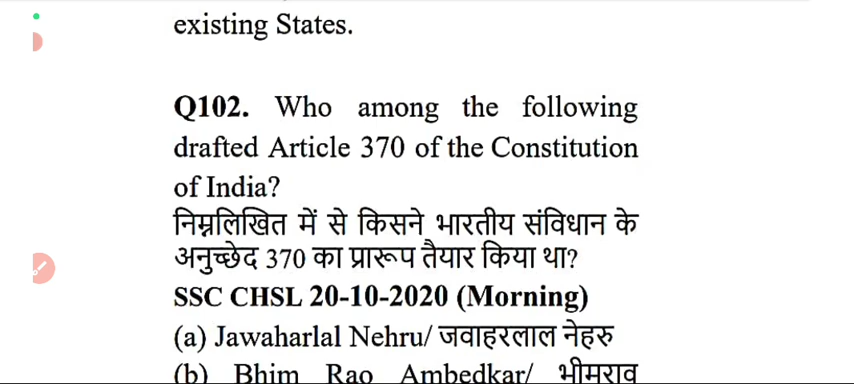 existing States.
Q102. Who among the following
drafted Article 370 of the Constitution
of India?
निम्नलिखित में से किसने भारतीय संविधान के
अनुच्छेद 370 का प्रारूप तैयार किया था?
SSC CHSL 20-10-2020 (Morning)
(a) Jawaharlal Nehru/ जवाहरलाल नेहरु
(b) Bhim Rao Ambedkar/ भीमराव